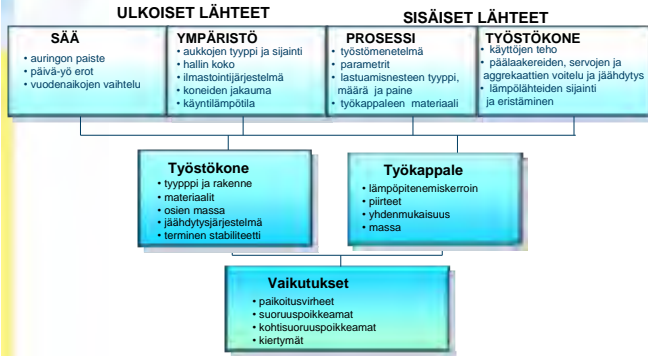 ULKOISET LÄHTEET
SISÄISET LÄHTEET
SÄÄ
• auringon paiste
• päivä-yö erot
• vuodenaikojen vaihtelu
YMPÄRISTÖ
• aukkojen tyyppi ja sijainti
• hallin koko
• ilmastointijärjestelmä
• koneiden jakauma
• käyntilämpötila
PROSESSI
• työstömenetelmä
• parametrit
• lastuamisnesteen tyyppi,
määrä ja paine
• työkappaleen materiaali
TYÖSTÖKONE
• käyttöjen teho
• päälaakereiden, servojen ja
aggrekaattien voitelu ja jäähdytys
• lämpölähteiden sijainti
ja eristäminen
Työstökone
• tyypppi ja rakenne
• materiaalit
• osien massa
• jäähdytysjärjestelmä
• terminen stabiliteetti
Työkappale
• lämpöpitenemiskerroin
• piirteet
• yhdenmukaisuus
• massa
Vaikutukset
• paikoitusvirheet
• suoruuspoikkeamat
• kohtisuoruuspoikkeamat
• kiertymät